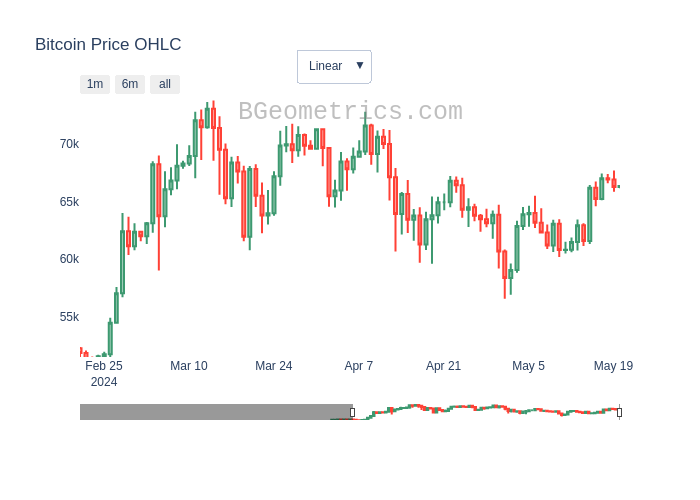 Bitcoin Price OHLC
Linear ▼
1m 6m all
BGeometrics.com
70k
65k
60k
55k
Feb 25 Mar 10 Mar 24 Apr 7 Apr 21 May 5 May 19
2024